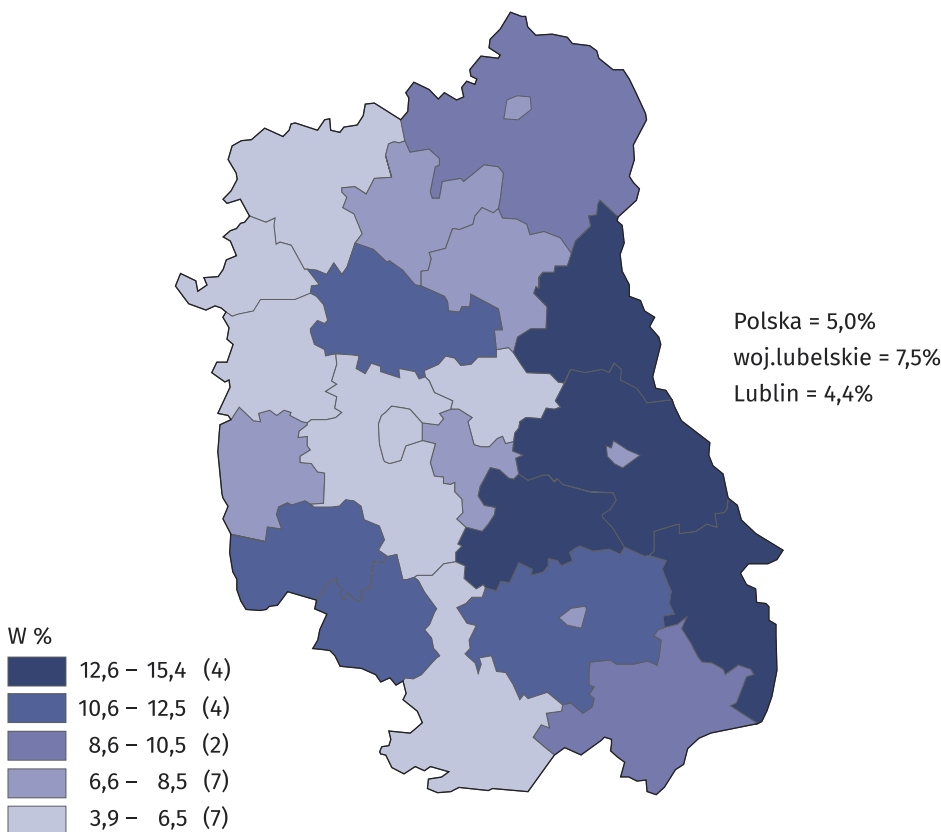 Polska = 5,0%
woj.lubelskie = 7,5%
Lublin = 4,4%
W %
12,6 – 15,4 (4)
10,6 – 12,5 (4)
8,6 – 10,5 (2)
6,6 – 8,5 (7)
3,9 – 6,5 (7)